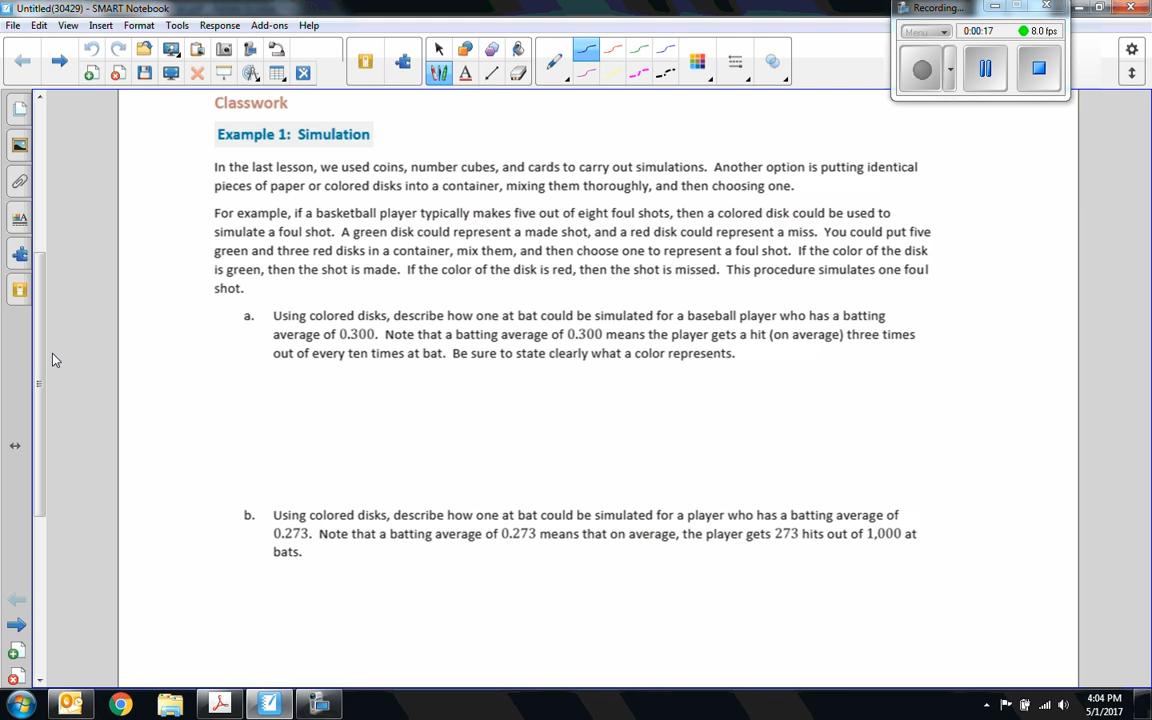 Untitled(30429) - SMART Notebook
Recording...
File Edit View Insert Format Tools Response Add-ons Help
Menu 0:00:17 8.0 fps
Classwork
Example 1: Simulation
In the last lesson, we used coins, number cubes, and cards to carry out simulations. Another option is putting identical
pieces of paper or colored disks into a container, mixing them thoroughly, and then choosing one.
For example, if a basketball player typically makes five out of eight foul shots, then a colored disk could be used to
simulate a foul shot. A green disk could represent a made shot, and a red disk could represent a miss. You could put five
green and three red disks in a container, mix them, and then choose one to represent a foul shot. If the color of the disk
is green, then the shot is made. If the color of the disk is red, then the shot is missed. This procedure simulates one foul
shot.
a. Using colored disks, describe how one at bat could be simulated for a baseball player who has a batting
average of 0.300. Note that a batting average of 0.300 means the player gets a hit (on average) three times
out of every ten times at bat. Be sure to state clearly what a color represents.
b. Using colored disks, describe how one at bat could be simulated for a player who has a batting average of
0.273. Note that a batting average of 0.273 means that on average, the player gets 273 hits out of 1,000 at
bats.
4:04 PM
5/1/2017